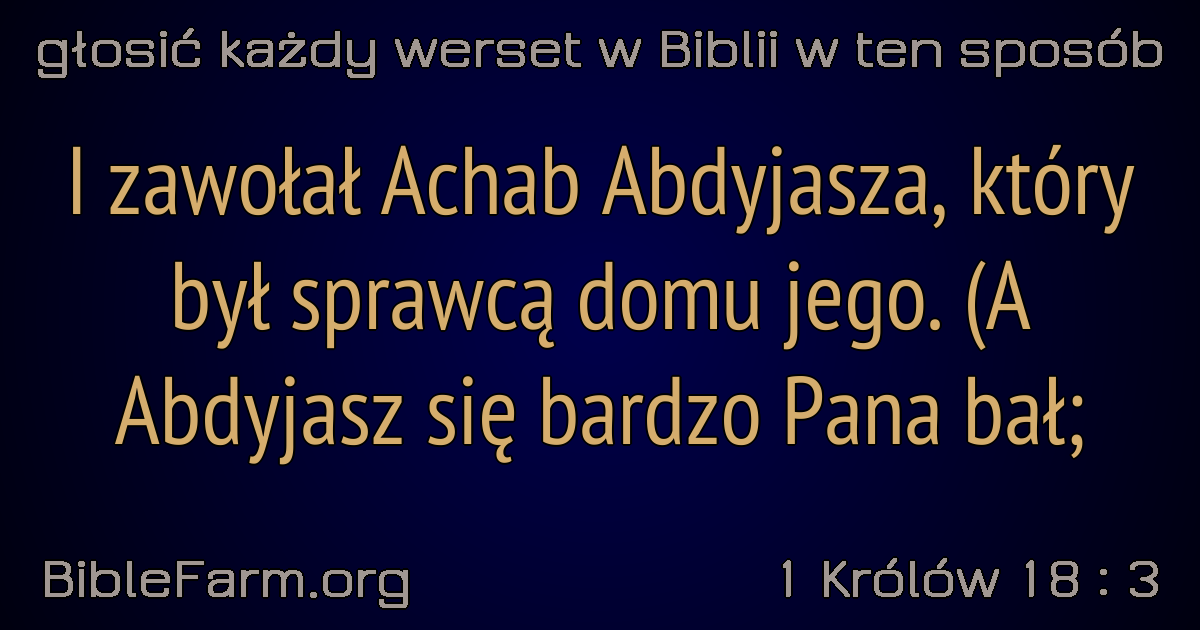 głosić każdy werset w Biblii w ten sposób
I zawołał Achab Abdyjasza, który
był sprawcą domu jego. (A
Abdyjasz się bardzo Pana bał;
BibleFarm.org
1 Królów 18 : 3